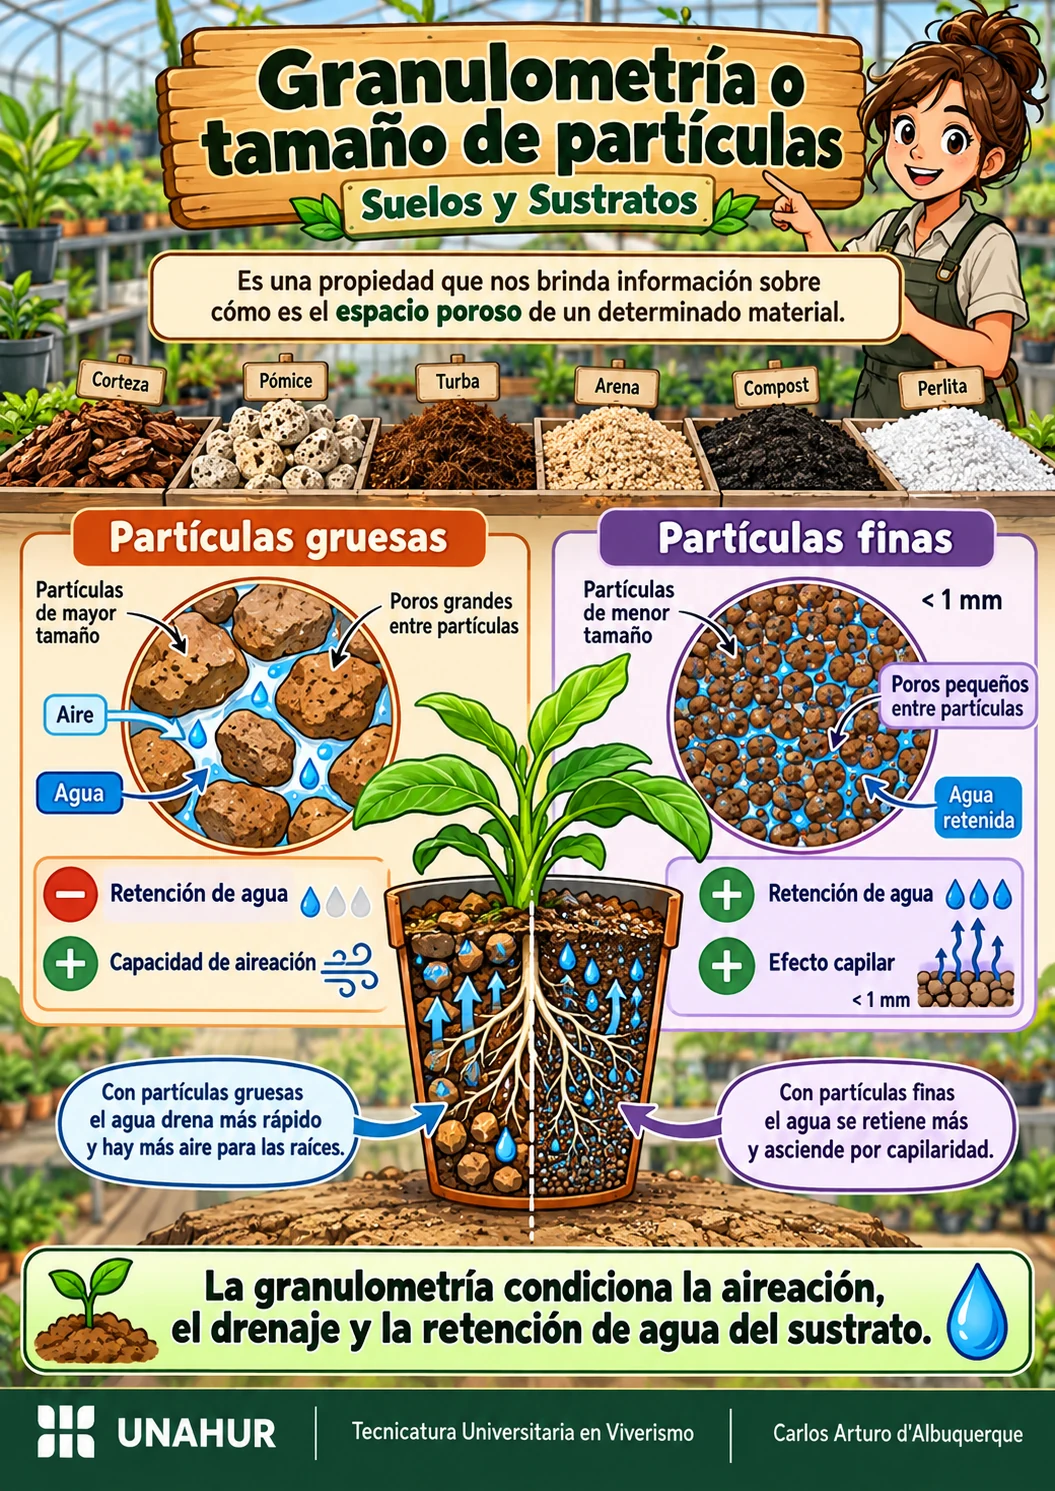 Granulometría o
tamaño de partículas
Suelos y Sustratos
Es una propiedad que nos brinda información sobre
cómo es el espacio poroso de un determinado material.
Corteza
Pómice
Turba
Arena
Compost
Perlita
Partículas gruesas
Partículas
de mayor
tamaño
Poros grandes
entre partículas
Aire
Agua
Retención de agua
Capacidad de aireación
Partículas finas
Partículas
de menor
tamaño
< 1 mm
Poros pequeños
entre partículas
Agua
retenida
Retención de agua
Efecto capilar
< 1 mm
Con partículas gruesas
el agua drena más rápido
y hay más aire para las raíces.
Con partículas finas
el agua se retiene más
y asciende por capilaridad.
La granulometría condiciona la aireación,
el drenaje y la retención de agua del sustrato.
UNAHUR
Tecnicatura Universitaria en Viverismo
Carlos Arturo d'Albuquerque